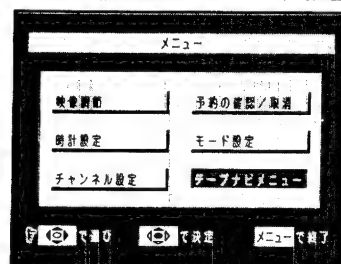 メニュー
映像調節 予約の確認/取消
時計設定 モード設定
チャンネル設定 テープナビメニュー
で選び で決定 メニューで終了